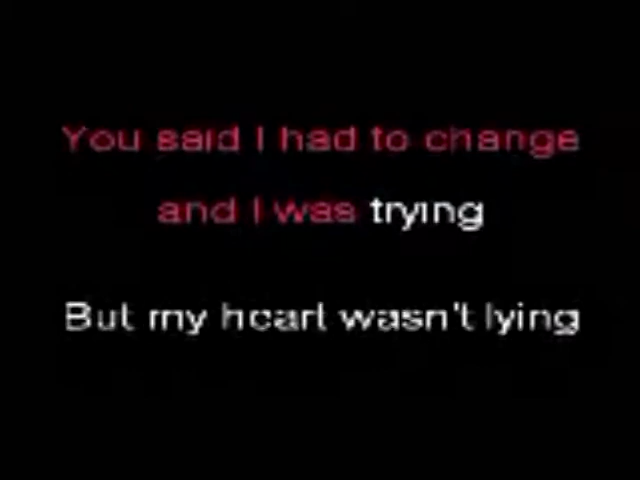 You said I had to change
and I was trying
But my heart wasn't lying